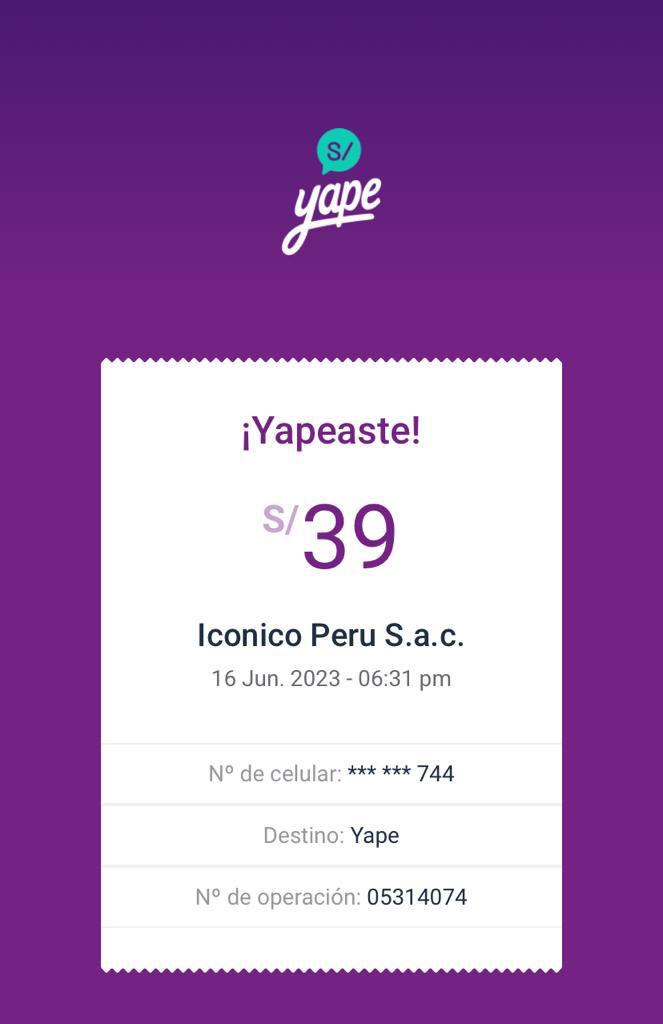 S/
yape
¡Yapeaste!
S/39
Iconico Peru S.a.c.
16 Jun. 2023 - 06:31 pm
Nº de celular: *** *** 744
Destino: Yape
Nº de operación: 05314074